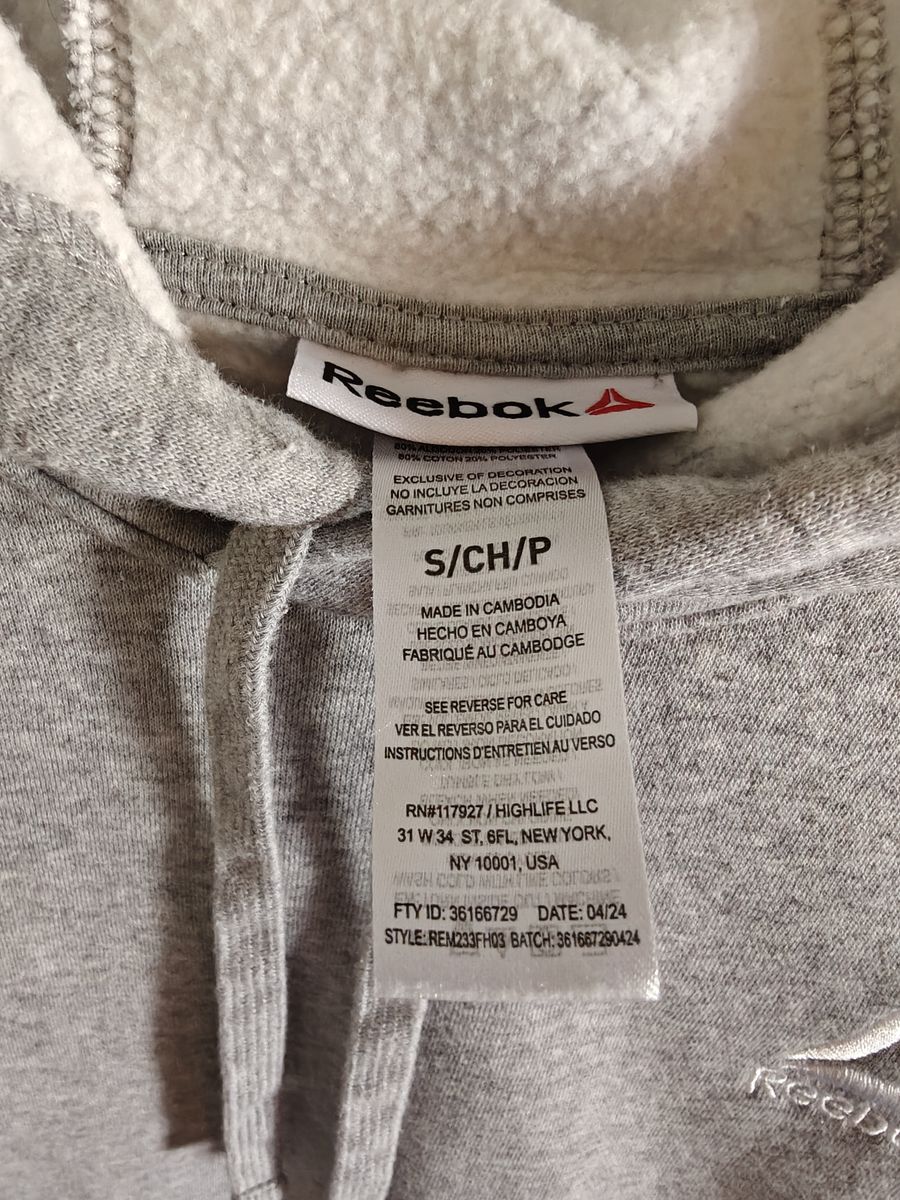 Reebok
80% COTON 20% POLYESTER
EXCLUSIVE OF DECORATION
NO INCLUYE LA DECORACION
GARNITURES NON COMPRISES
S/CH/P
MADE IN CAMBODIA
HECHO EN CAMBOYA
FABRIQUÉ AU CAMBODGE
SEE REVERSE FOR CARE
VER EL REVERSO PARA EL CUIDADO
INSTRUCTIONS D'ENTRETIEN AU VERSO
RN#117927 / HIGHLIFE LLC
31 W 34 ST, 6FL, NEW YORK,
NY 10001, USA
FTY ID: 36166729 DATE: 04/24
STYLE: REM233FH03 BATCH: 361667290424